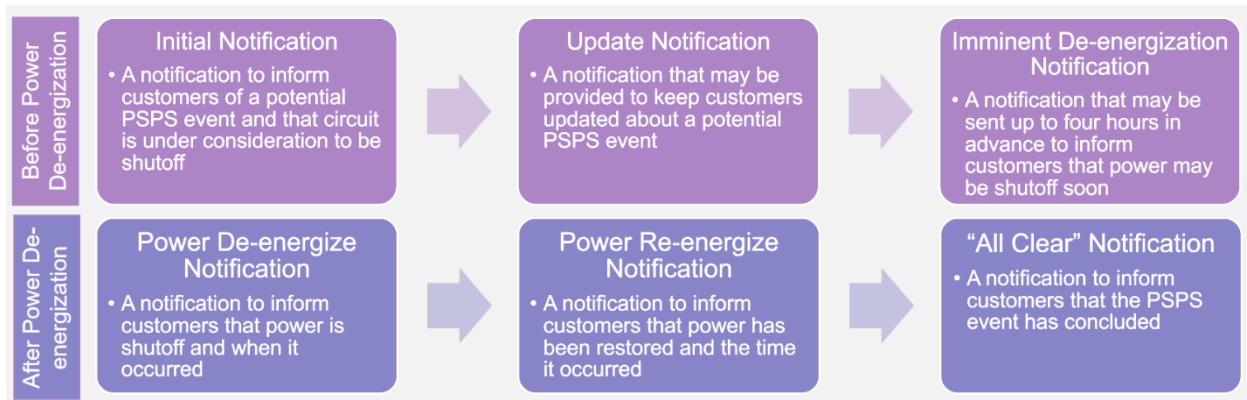 Before Power
De-energization
Initial Notification
• A notification to inform
customers of a potential
PSPS event and that circuit
is under consideration to be
shutoff
Update Notification
• A notification that may be
provided to keep customers
updated about a potential
PSPS event
Imminent De-energization
Notification
• A notification that may be
sent up to four hours in
advance to inform
customers that power may
be shutoff soon
After Power De-
energization
Power De-energize
Notification
• A notification to inform
customers that power is
shutoff and when it
occurred
Power Re-energize
Notification
• A notification to inform
customers that power has
been restored and the time
it occurred
“All Clear” Notification
• A notification to inform
customers that the PSPS
event has concluded